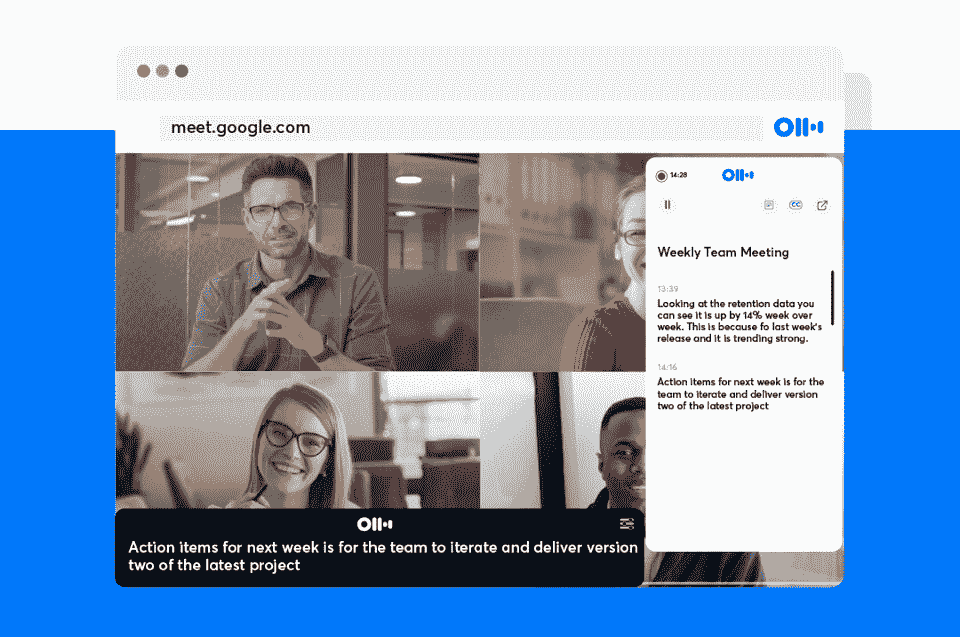 meet.google.com
14:28
CC
Weekly Team Meeting
13:39
Looking at the retention data you
can see it is up by 14% week over
week. This is because fo last week's
release and it is trending strong.
14:16
Action items for next week is for the
team to iterate and deliver version
two of the latest project
Action items for next week is for the team to iterate and deliver version
two of the latest project